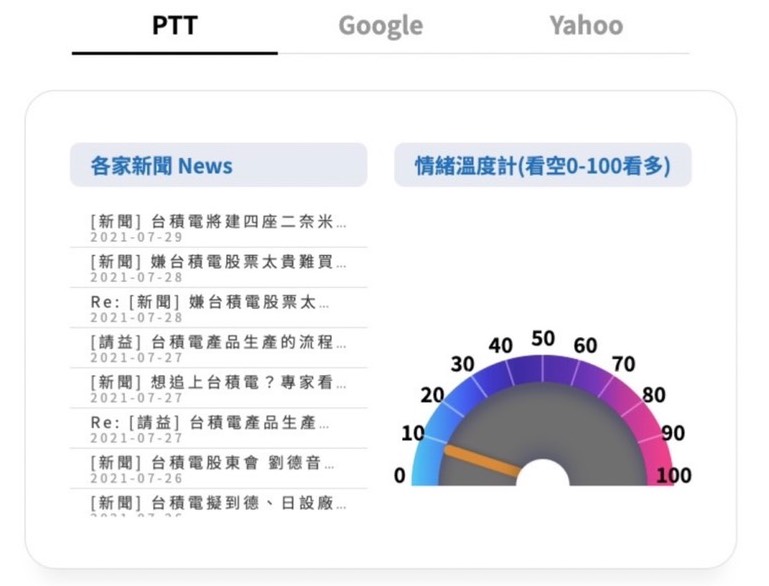 PTT
Google
Yahoo
各家新聞 News
[新聞] 台積電將建四座二奈米...
2021-07-29
[新聞] 嫌台積電股票太貴難買...
2021-07-28
Re: [新聞] 嫌台積電股票太...
2021-07-28
[請益] 台積電產品生產的流程...
2021-07-27
[新聞] 想追上台積電？專家看...
2021-07-27
Re: [請益] 台積電產品生產...
2021-07-27
[新聞] 台積電股東會 劉德音...
2021-07-26
[新聞] 台積電擬到德、日設廠...
情緒溫度計(看空0-100看多)
0
10
20
30
40
50
60
70
80
90
100